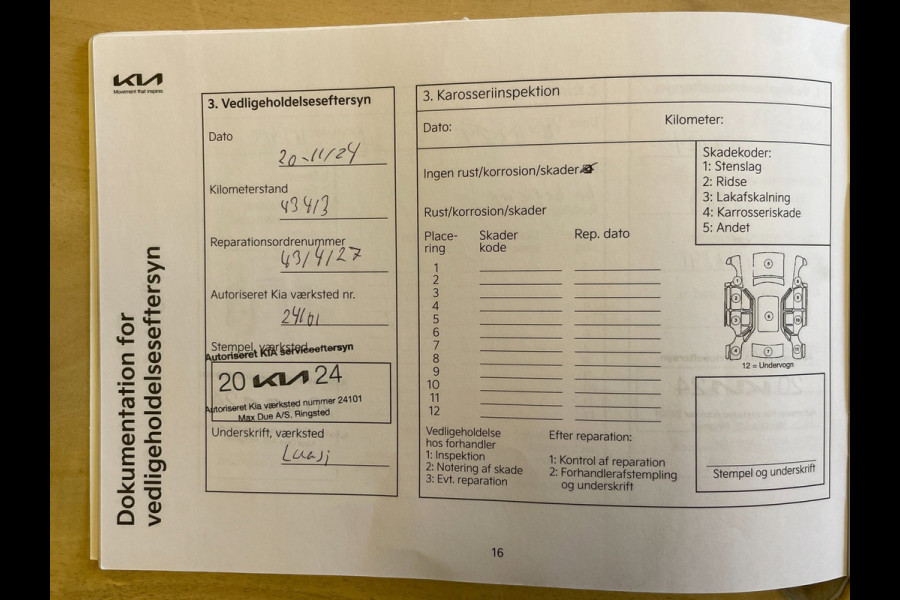 KIA
Movement that inspires
Dokumentation for
vedligeholdelseseftersyn
3. Vedligeholdelseseftersyn
Dato
20-11/24
Kilometerstand
43413
Reparationsordrenummer
Autoriseret Kia værksted nr.
24101
Stempel, værksted
Autoriseret KIA serviceeftersyn
20 KIA 24
Autoriseret Kia værksted nummer 24101
Max Due A/S. Ringsted
Underskrift, værksted
3. Karosseriinspektion
Dato:
Kilometer:
Ingen rust/korrosion/skader
Rust/korrosion/skader
Place-
ring
Skader
kode
Rep. dato
1
2
3
4
5
6
7
8
9
10
11
12
Skadekoder:
1: Stenslag
2: Ridse
3: Lakafskalning
4: Karrosseriskade
5: Andet
12 = Undervogn
Vedligeholdelse
hos forhandler
1: Inspektion
2: Notering af skade
3: Evt. reparation
Efter reparation:
1: Kontrol af reparation
2: Forhandlerafstempling
og underskrift
Stempel og underskrift
16